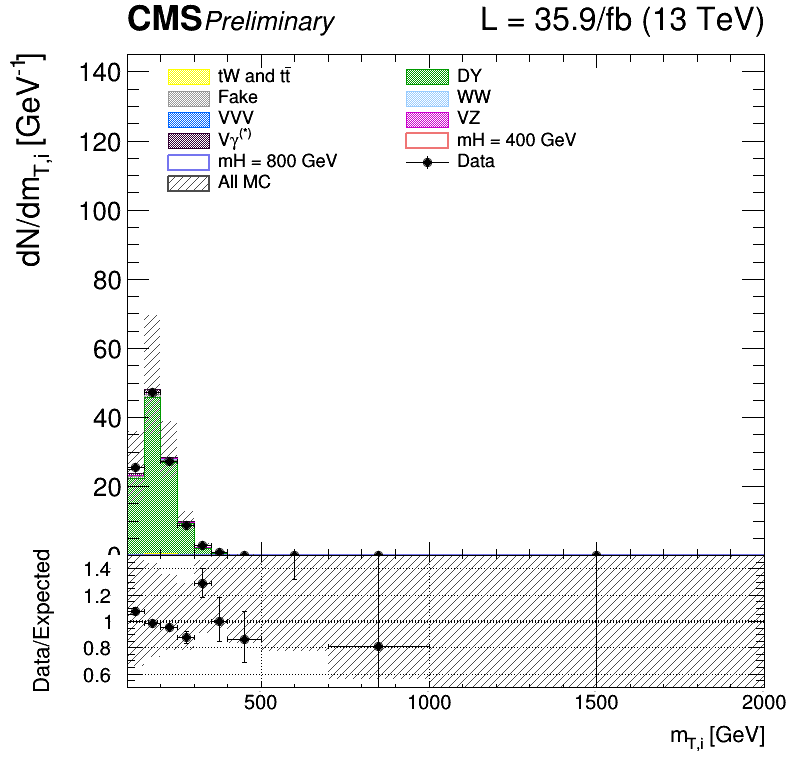 CMS Preliminary L = 35.9/fb (13 TeV)
dN/dm_{T,i} [GeV^{-1}]
140
120
100
80
60
40
20
0
tW and tt̄
DY
Fake
WW
VVV
VZ
Vγ^{(*)}
mH = 400 GeV
mH = 800 GeV
Data
All MC
Data/Expected
1.4
1.2
1
0.8
0.6
500 1000 1500 2000
m_{T,i} [GeV]